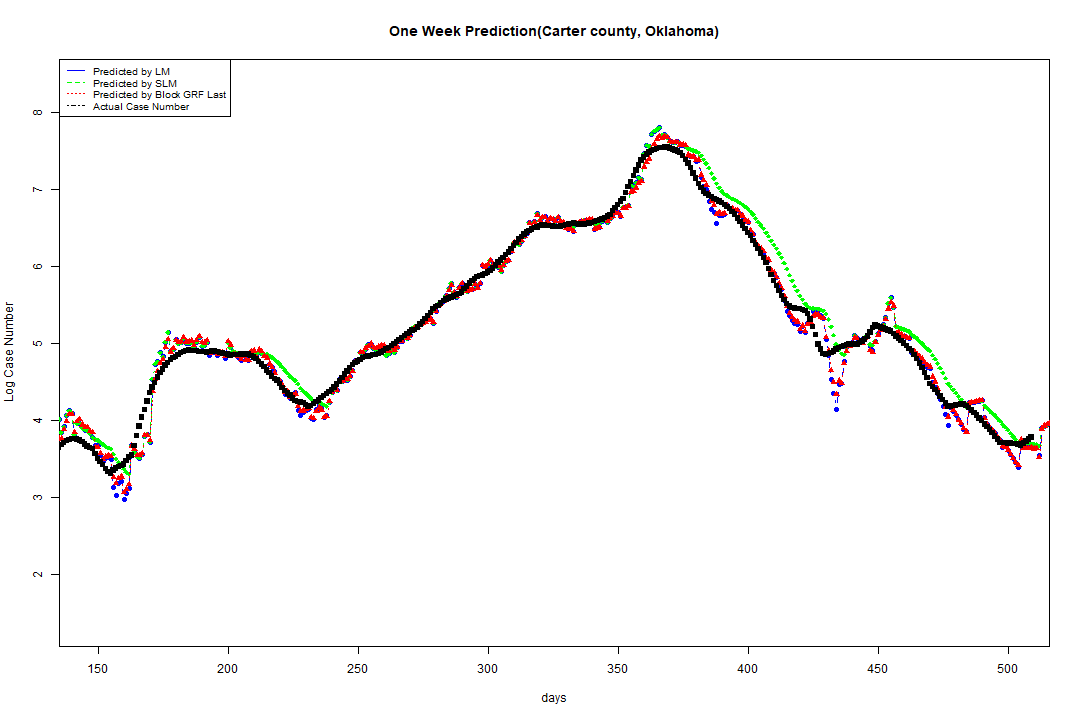 One Week Prediction(Carter county, Oklahoma)
Predicted by LM
Predicted by SLM
Predicted by Block GRF Last
Actual Case Number
8
7
6
5
4
3
2
Log Case Number
150 200 250 300 350 400 450 500
days